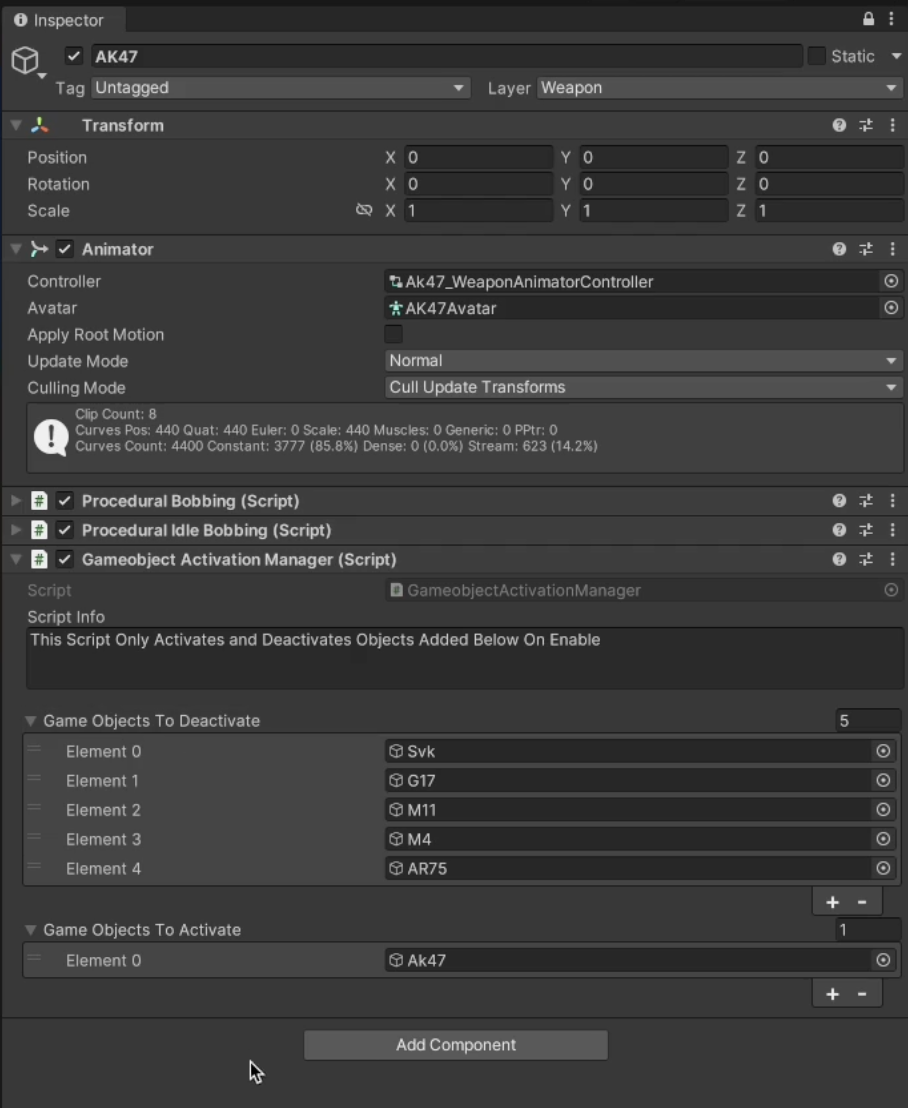 Inspector
AK47 Static
Tag Untagged Layer Weapon
Transform
Position X 0 Y 0 Z 0
Rotation X 0 Y 0 Z 0
Scale X 1 Y 1 Z 1
Animator
Controller Ak47_WeaponAnimatorController
Avatar AK47Avatar
Apply Root Motion
Update Mode Normal
Culling Mode Cull Update Transforms
Clip Count: 8
Curves Pos: 440 Quat: 440 Euler: 0 Scale: 440 Muscles: 0 Generic: 0 PPtr: 0
Curves Count: 4400 Constant: 3777 (85.8%) Dense: 0 (0.0%) Stream: 623 (14.2%)
# Procedural Bobbing (Script)
# Procedural Idle Bobbing (Script)
# Gameobject Activation Manager (Script)
Script # GameobjectActivationManager
Script Info
This Script Only Activates and Deactivates Objects Added Below On Enable
Game Objects To Deactivate 5
Element 0 Svk
Element 1 G17
Element 2 M11
Element 3 M4
Element 4 AR75
+ -
Game Objects To Activate 1
Element 0 Ak47
+ -
Add Component